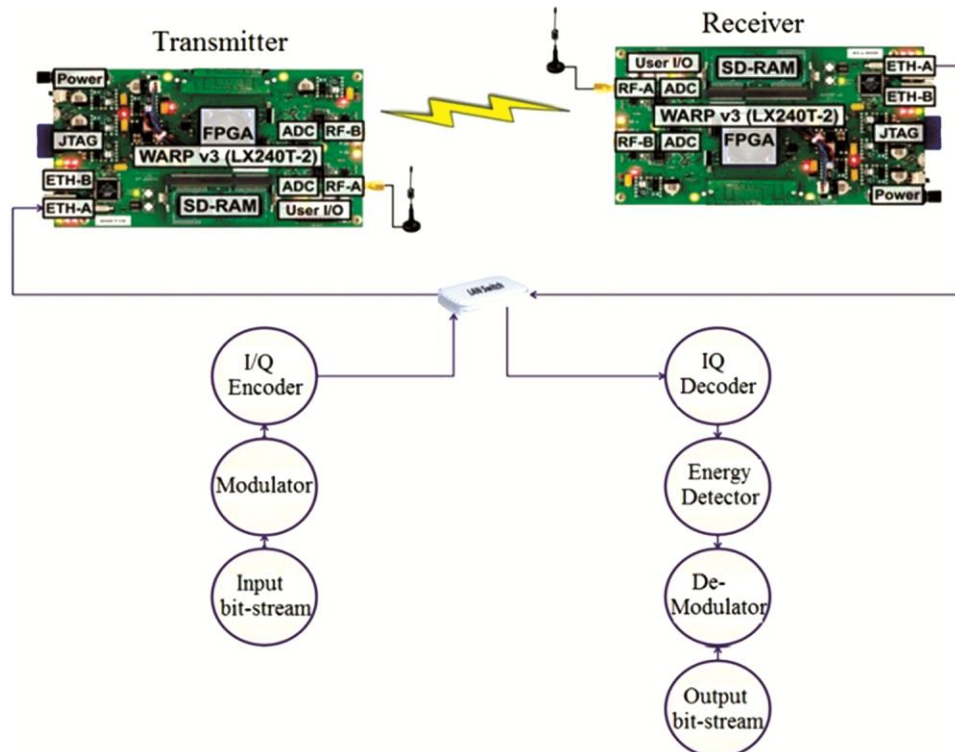 Transmitter
Receiver
Power
JTAG
ETH-B
ETH-A
FPGA
ADC
RF-B
WARP v3 (LX240T-2)
ADC
RF-A
SD-RAM
User I/O
User I/O
SD-RAM
RF-A
ADC
ETH-A
ETH-B
WARP v3 (LX240T-2)
RF-B
ADC
FPGA
JTAG
Power
LAN Switch
I/Q
Encoder
Modulator
Input
bit-stream
IQ
Decoder
Energy
Detector
De-
Modulator
Output
bit-stream